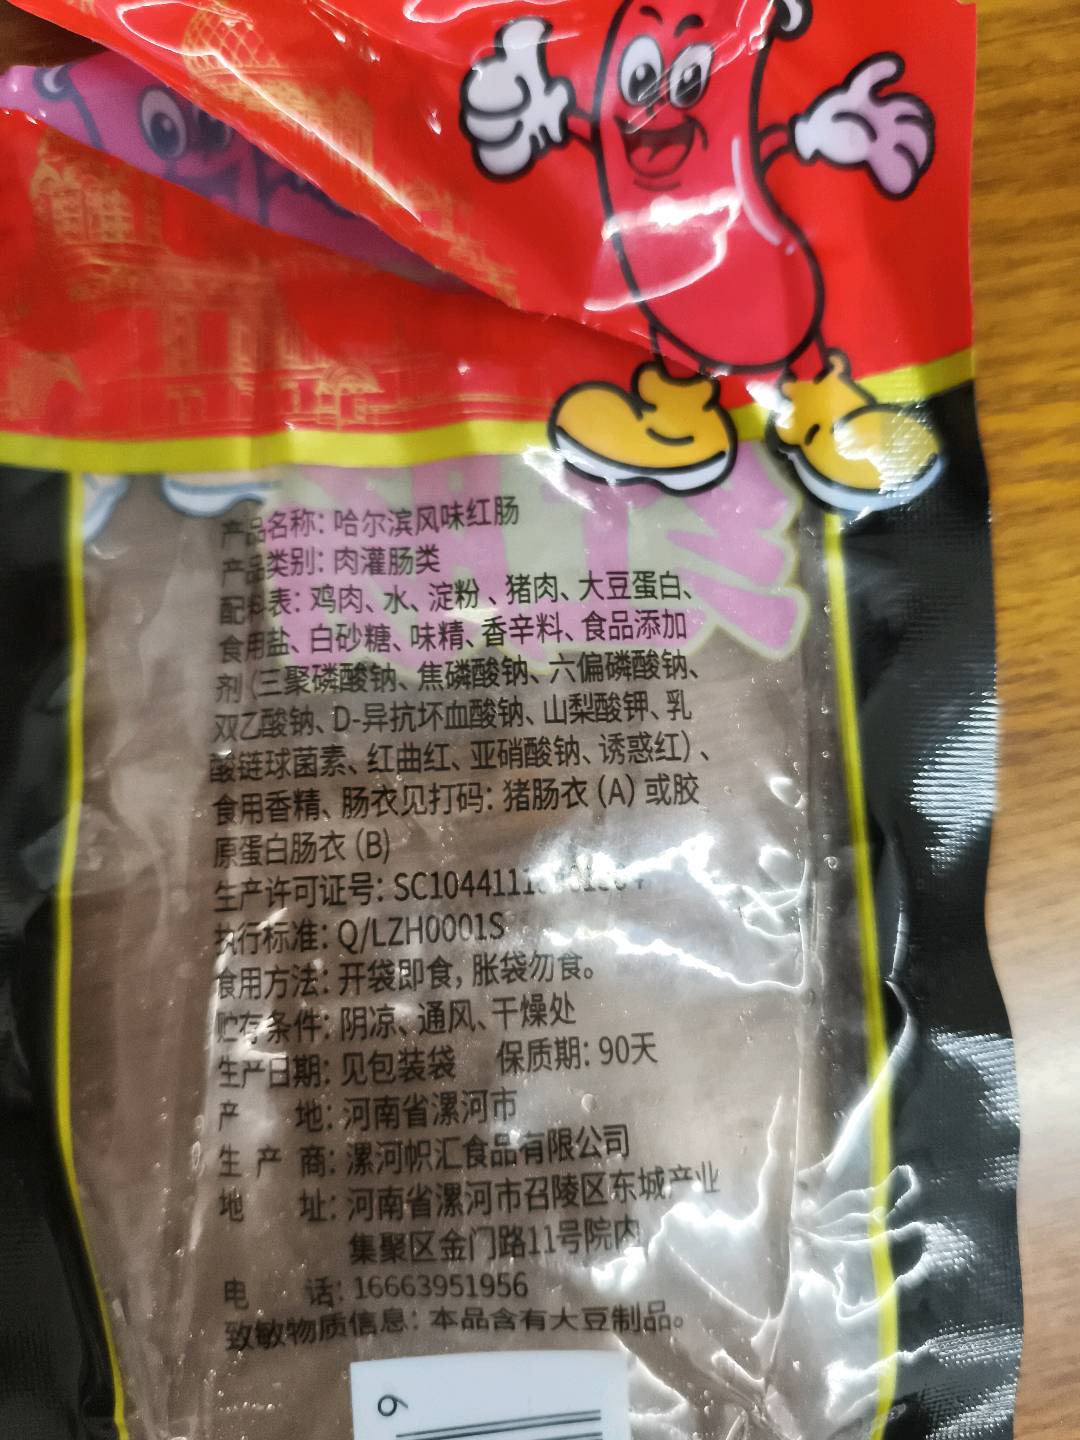 产品名称：哈尔滨风味红肠
产品类别：肉灌肠类
配料表：鸡肉、水、淀粉、猪肉、大豆蛋白、
食用盐、白砂糖、味精、香辛料、食品添加
剂（三聚磷酸钠、焦磷酸钠、六偏磷酸钠、
双乙酸钠、D-异抗坏血酸钠、山梨酸钾、乳
酸链球菌素、红曲红、亚硝酸钠、诱惑红）、
食用香精、肠衣见打码：猪肠衣（A）或胶
原蛋白肠衣（B）
生产许可证号：
执行标准：Q/LZH0001S
食用方法：开袋即食，胀袋勿食。
贮存条件：阴凉、通风、干燥处
生产日期：见包装袋 保质期：90天
产 地：河南省漯河市
生产商：漯河帜汇食品有限公司
地 址：河南省漯河市召陵区东城产业
集聚区金门路11号院内
电 话：16663951956
致敏物质信息：本品含有大豆制品。
6